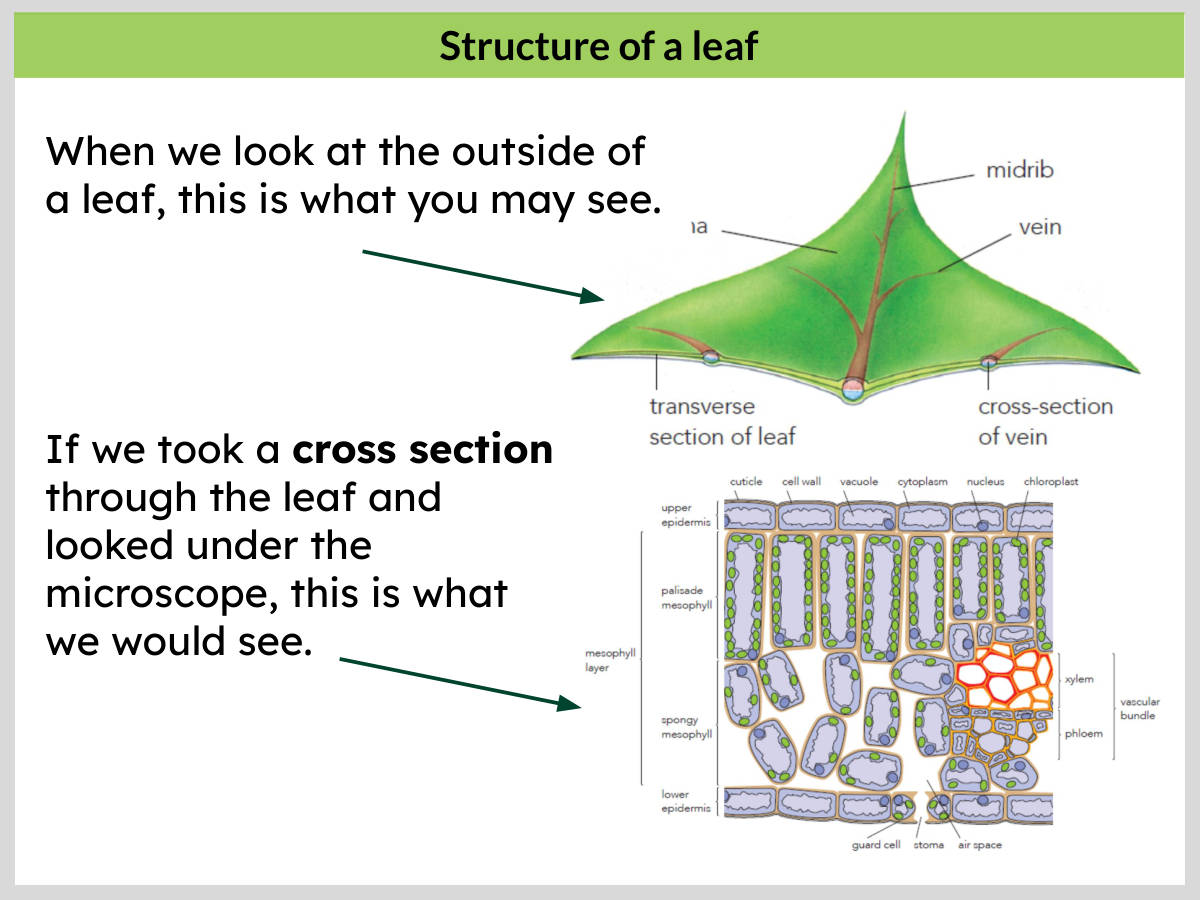 Structure of a leaf
When we look at the outside of
a leaf, this is what you may see.
midrib
vein
transverse
section of leaf
cross-section
of vein
If we took a cross section
through the leaf and
looked under the
microscope, this is what
we would see.
cuticle cell wall vacuole cytoplasm nucleus chloroplast
upper
epidermis
palisade
mesophyll
mesophyll
layer
xylem
vascular
bundle
spongy
mesophyll
phloem
lower
epidermis
guard cell stoma air space